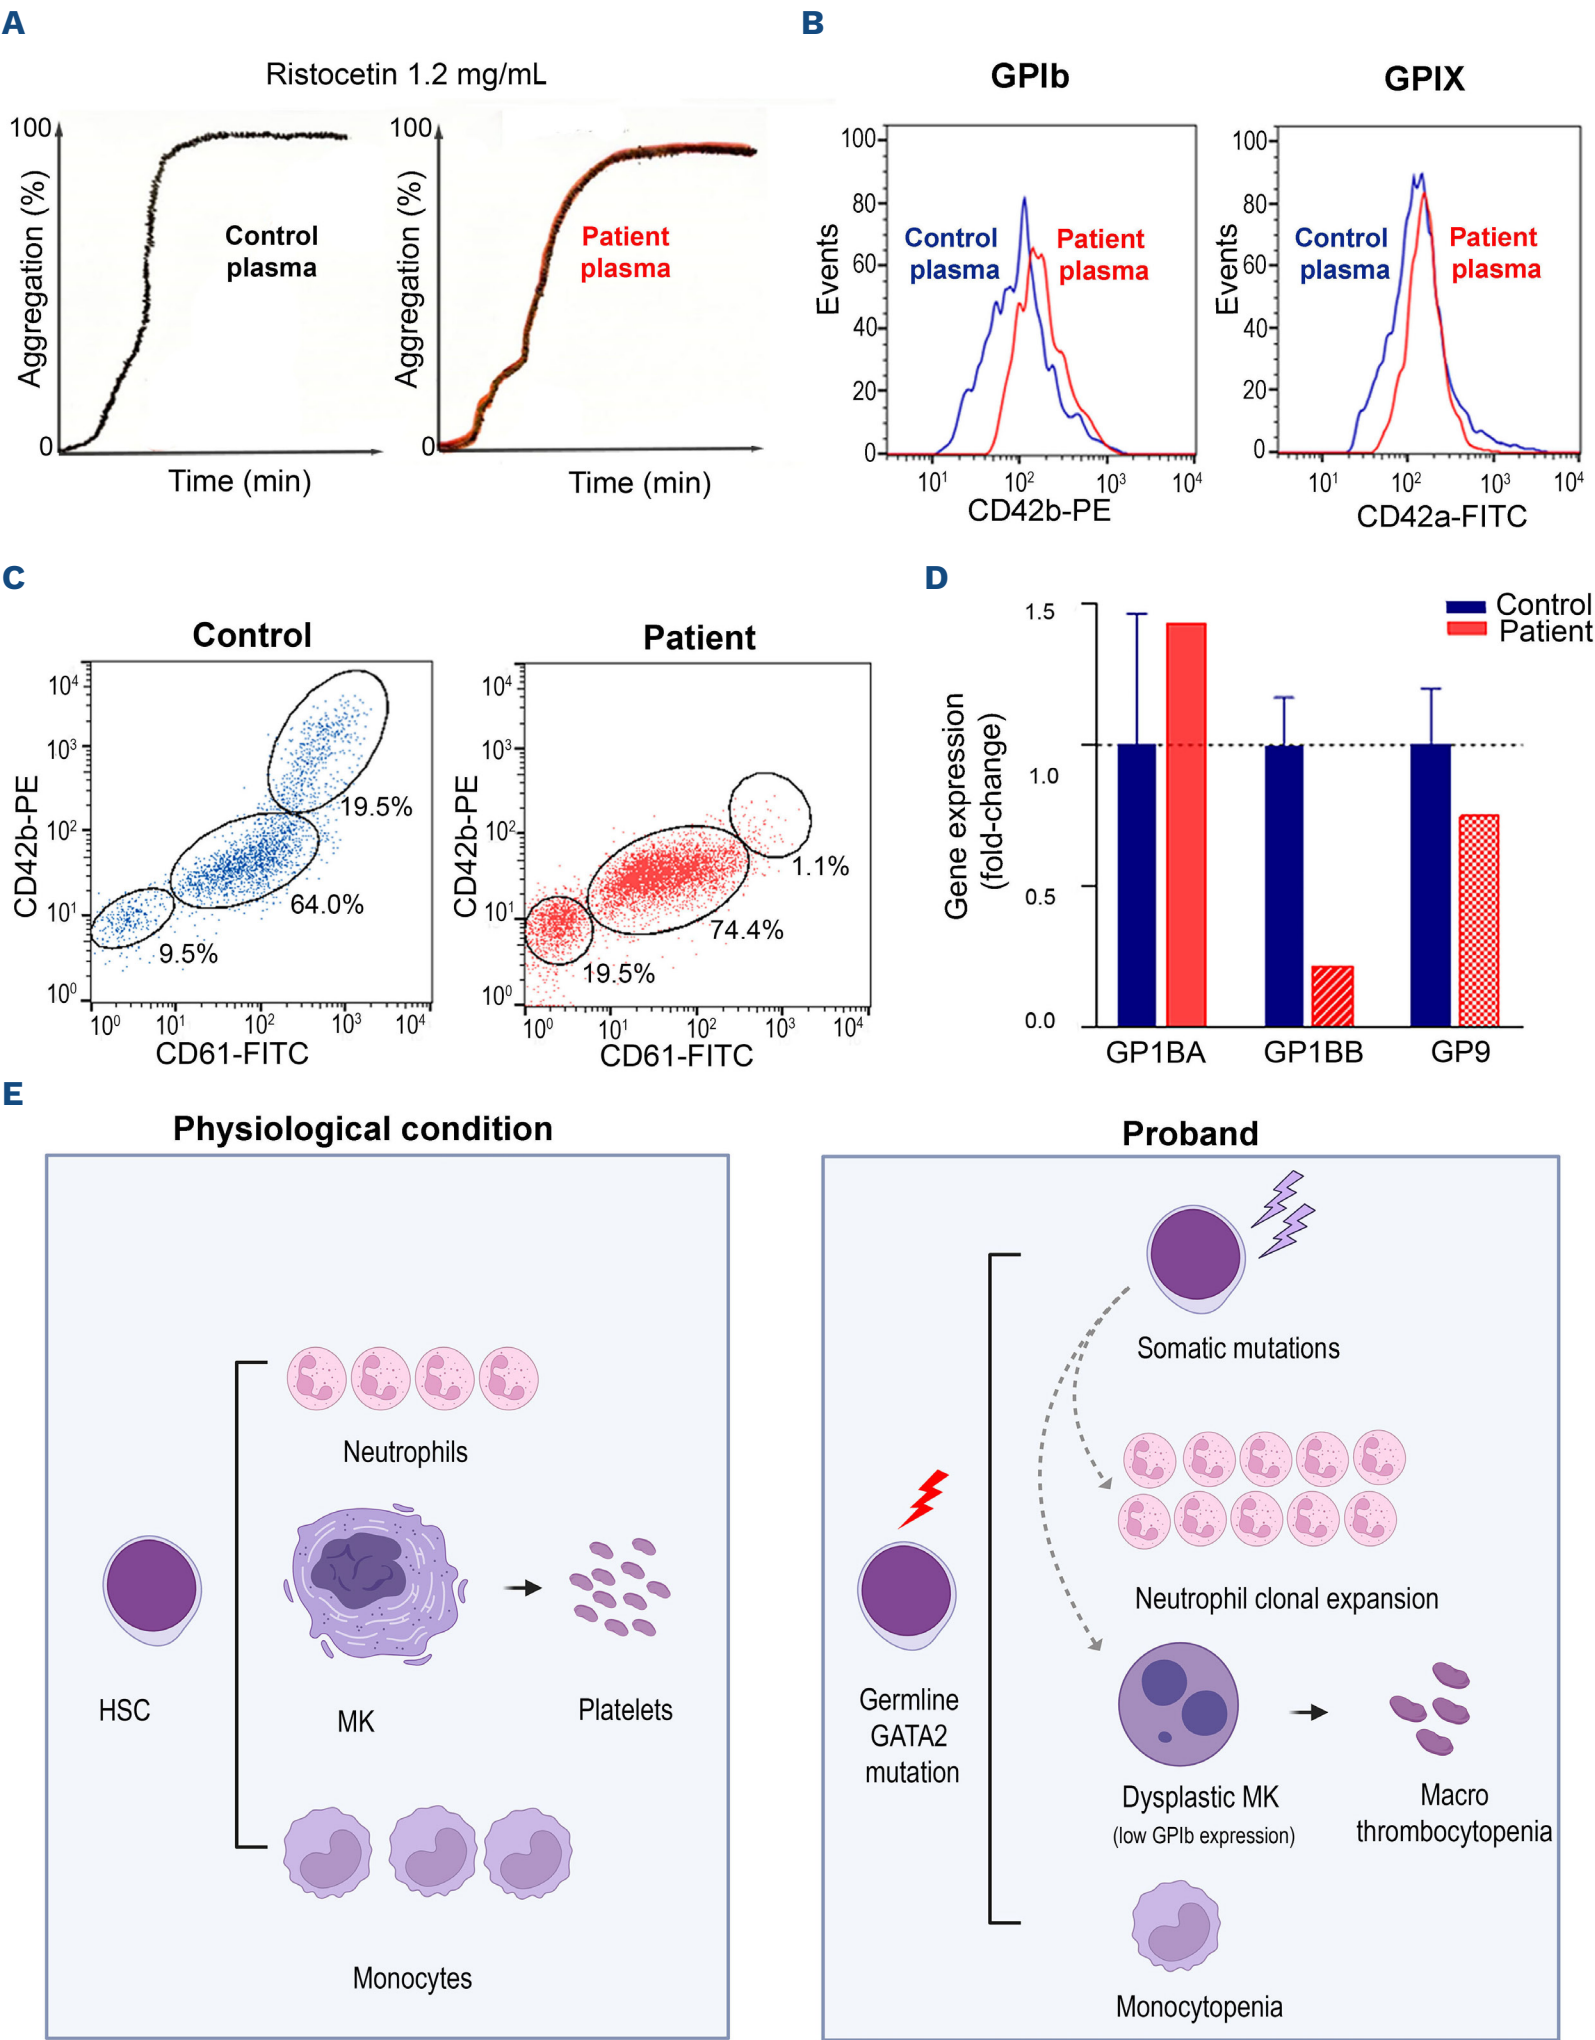 A
Ristocetin 1.2 mg/mL
100
0
Aggregation (%)
Control
plasma
Time (min)
100
0
Aggregation (%)
Patient
plasma
Time (min)
B
GPIb
100
80
60
40
20
0
Events
Control
plasma
Patient
plasma
10¹ 10² 10³ 10⁴
CD42b-PE
GPIX
100
80
60
40
20
0
Events
Control
plasma
Patient
plasma
10¹ 10² 10³ 10⁴
CD42a-FITC
C
Control
10⁴
10³
10²
10¹
10⁰
CD42b-PE
19.5%
64.0%
9.5%
10⁰ 10¹ 10² 10³ 10⁴
CD61-FITC
Patient
10⁴
10³
10²
10¹
10⁰
CD42b-PE
1.1%
74.4%
19.5%
10⁰ 10¹ 10² 10³ 10⁴
CD61-FITC
D
Control
Patient
1.5
1.0
0.5
0.0
Gene expression
(fold-change)
GP1BA GP1BB GP9
E
Physiological condition
Neutrophils
HSC
MK
Platelets
Monocytes
Proband
Somatic mutations
Neutrophil clonal expansion
Germline
GATA2
mutation
Dysplastic MK
(low GPIb expression)
Macro
thrombocytopenia
Monocytopenia